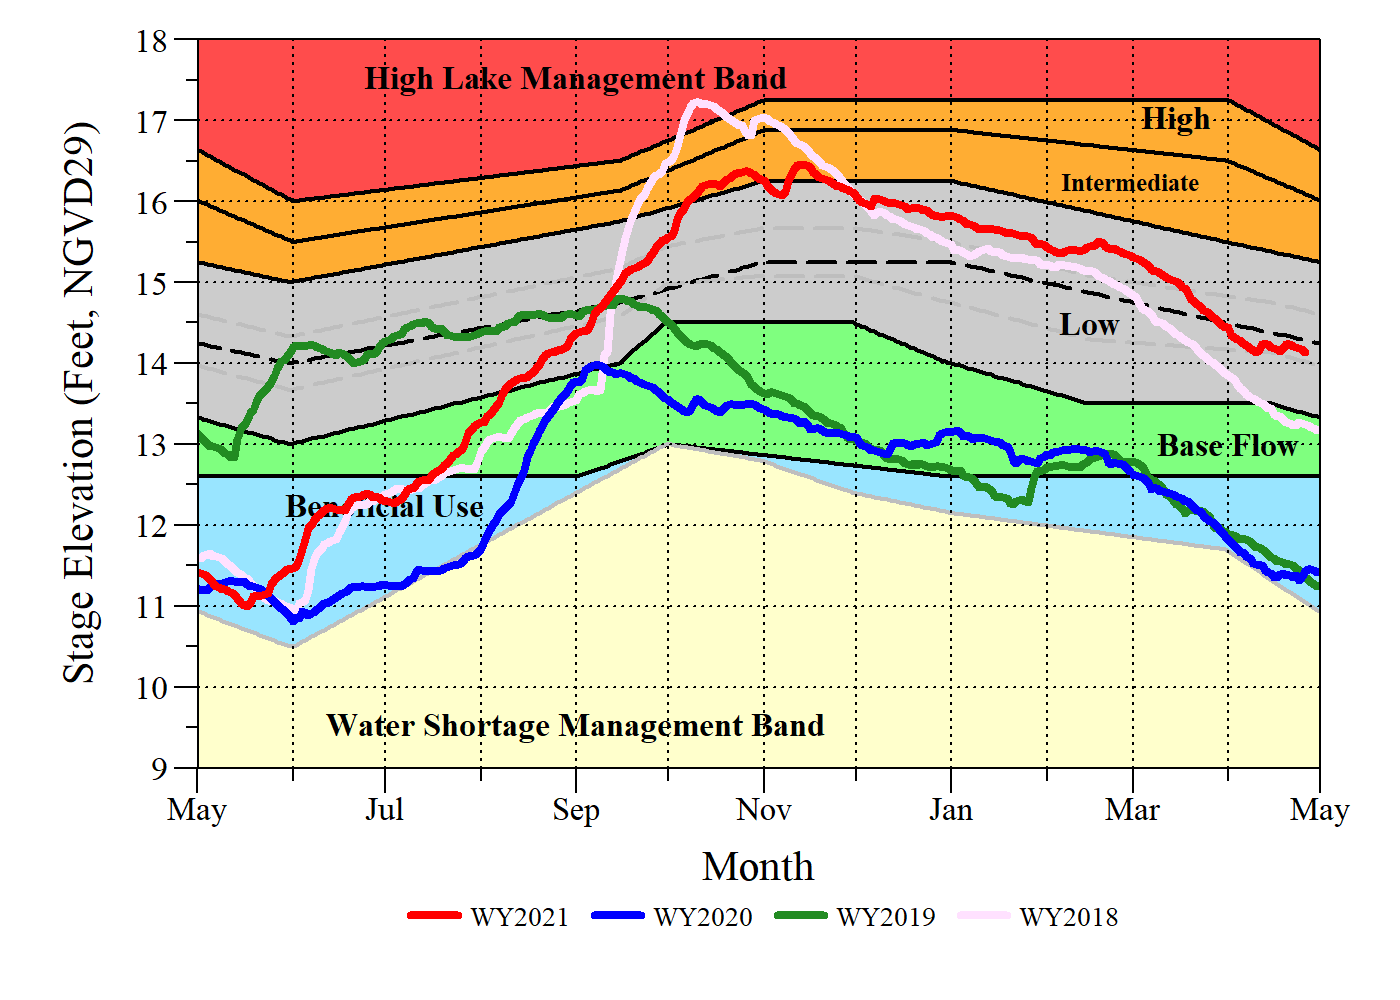 18
High Lake Management Band
17
High
Intermediate
16
15
Low
14
13
Base Flow
Beneficial Use
12
11
10
Water Shortage Management Band
9
Stage Elevation (Feet, NGVD29)
May Jul Sep Nov Jan Mar May
Month
WY2021 WY2020 WY2019 WY2018